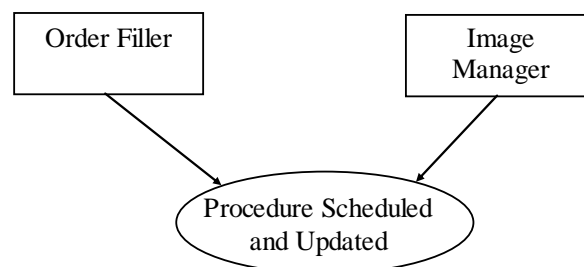 Order Filler
Image
Manager
Procedure Scheduled
and Updated